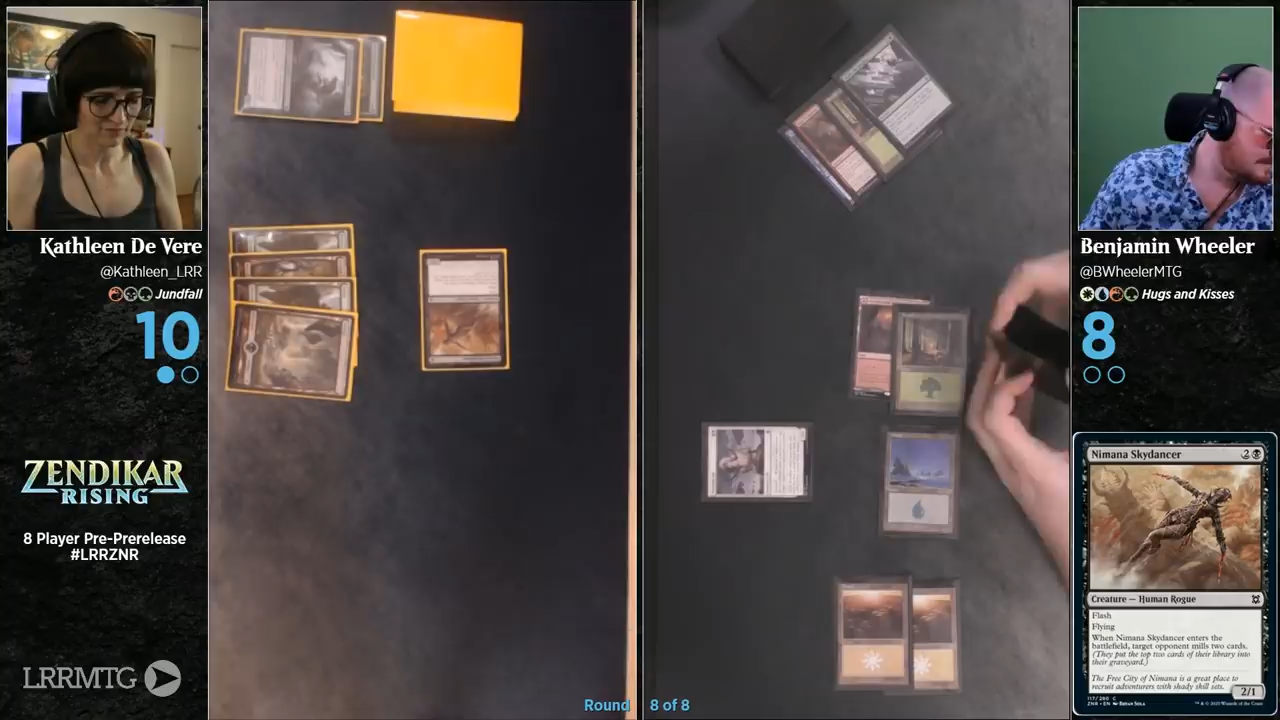 Kathleen De Vere
@Kathleen_LRR
Jundfall
10
ZENDIKAR
RISING
8 Player Pre-Prerelease
#LRRZNR
LRRMTG
Round
8 of 8
Benjamin Wheeler
@BWheelerMTG
Hugs and Kisses
8
Nimana Skydancer 2
Creature — Human Rogue
Flash
Flying
When Nimana Skydancer enters the
battlefield, target opponent mills two cards.
(They put the top two cards of their library into
their graveyard.)
The Free City of Nimana is a great place to
recruit adventurers with shady skill sets.
2/1